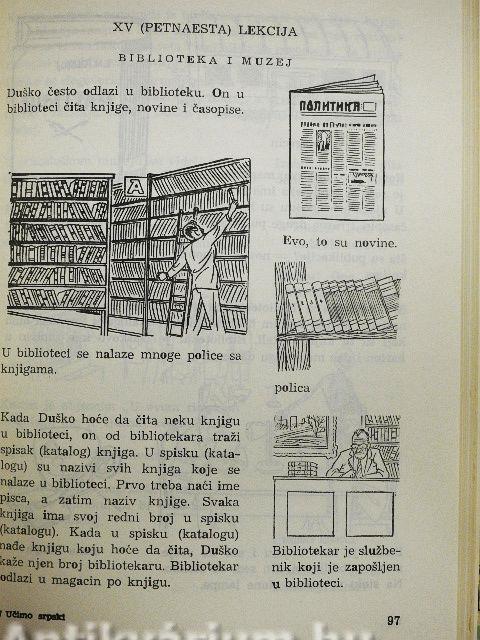 XV (PETNAESTA) LEKCIJA
BIBLIOTEKA I MUZEJ
Duško često odlazi u biblioteku. On u
biblioteci čita knjige, novine i časopise.
ПОЛИТИКА
Evo, to su novine.
A
U biblioteci se nalaze mnoge police sa
knjigama.
polica
Kada Duško hoće da čita neku knjigu
u biblioteci, on od bibliotekara traži
spisak (katalog) knjiga. U spisku (kata-
logu) su nazivi svih knjiga koje se
nalaze u biblioteci. Prvo treba naći ime
pisca, a zatim naziv knjige. Svaka
knjiga ima svoj redni broj u spisku
(katalogu). Kada u spisku (katalogu)
nađe knjigu koju hoće da čita, Duško
kaže njen broj bibliotekaru. Bibliotekar
odlazi u magacin po knjigu.
Bibliotekar je službe-
nik koji je zapošljen
u biblioteci.
Učimo srpski
97
Antikvárium.hu